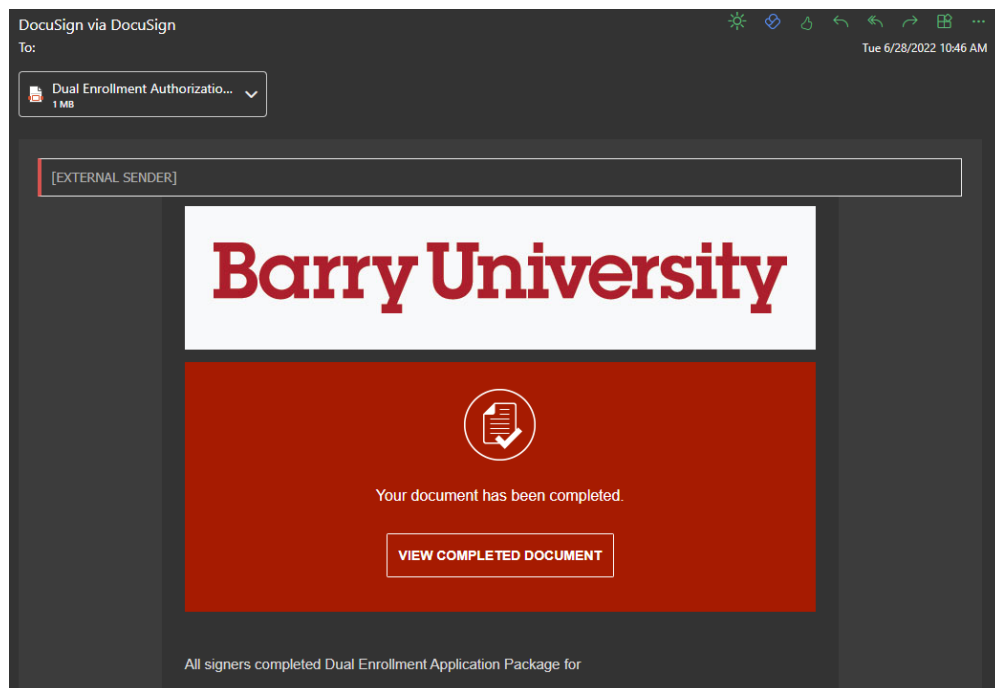 DocuSign via DocuSign
To:
Tue 6/28/2022 10:46 AM
Dual Enrollment Authorizatio...
1 MB
[EXTERNAL SENDER]
Barry University
Your document has been completed.
VIEW COMPLETED DOCUMENT
All signers completed Dual Enrollment Application Package for